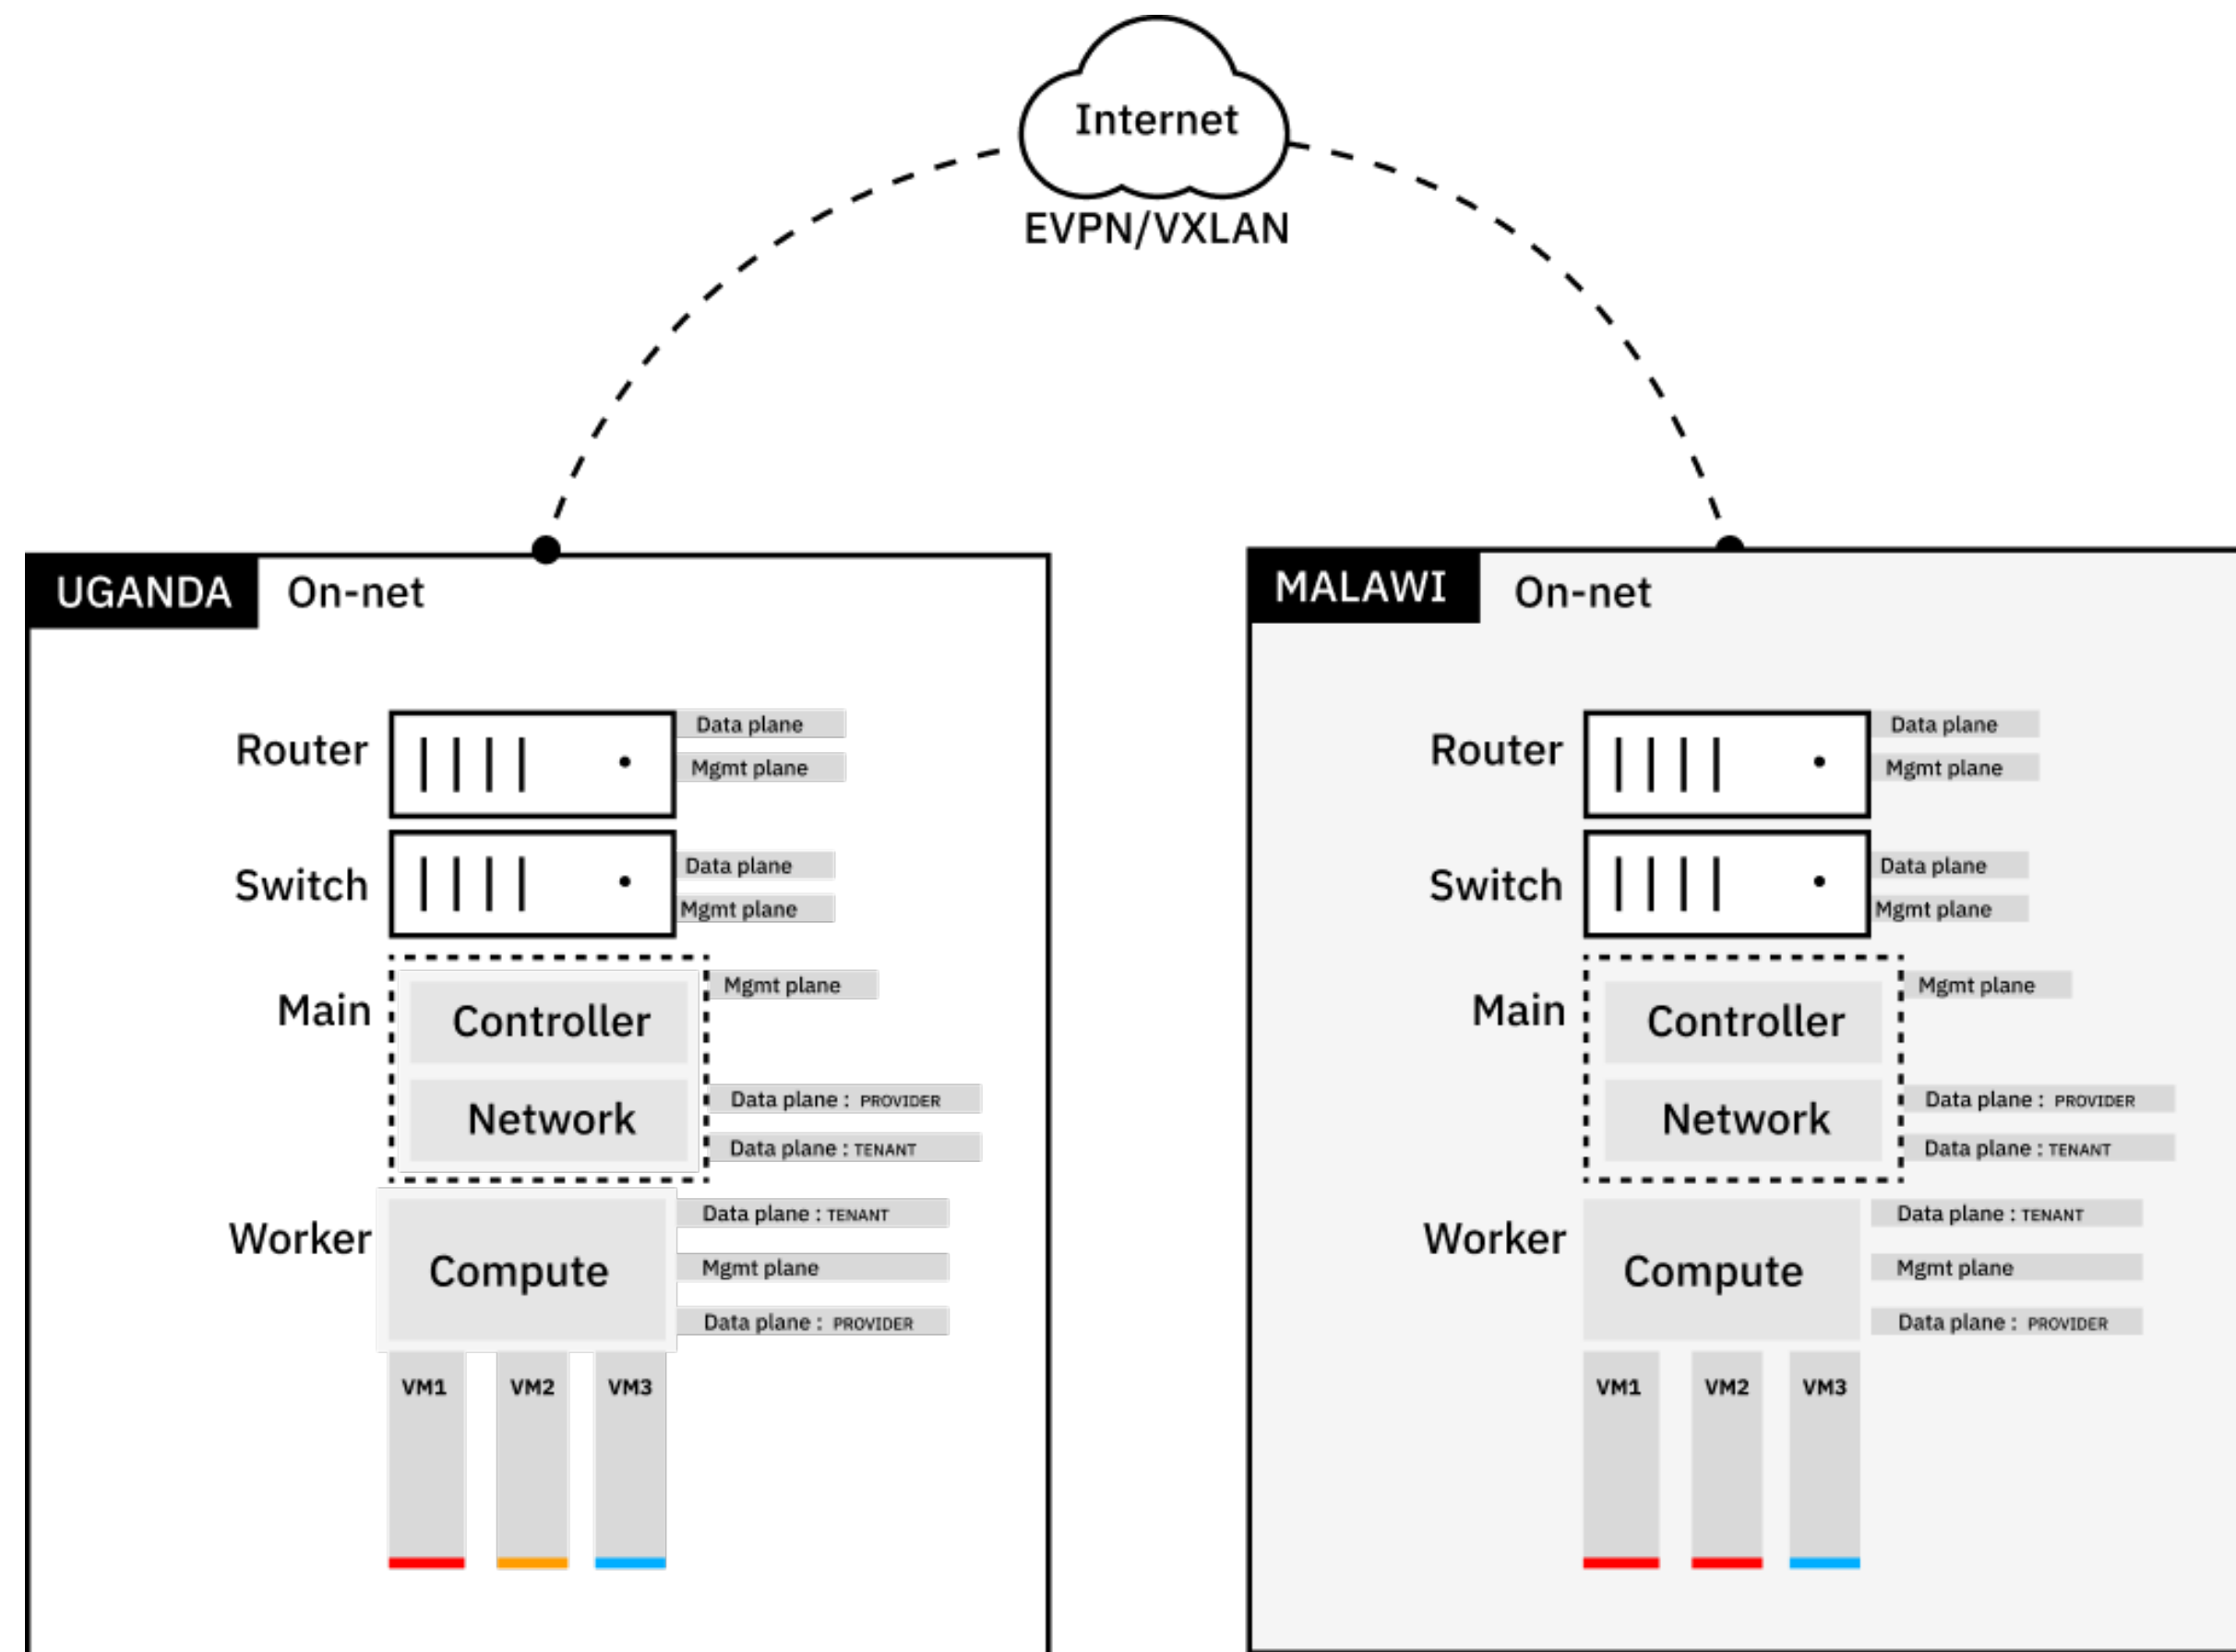 Internet
EVPN/VXLAN
UGANDA On-net
Router
Data plane
Mgmt plane
Switch
Data plane
Mgmt plane
Main
Controller
Mgmt plane
Network
Data plane : PROVIDER
Data plane : TENANT
Worker
Compute
Data plane : TENANT
Mgmt plane
Data plane : PROVIDER
VM1 VM2 VM3
MALAWI On-net
Router
Data plane
Mgmt plane
Switch
Data plane
Mgmt plane
Main
Controller
Mgmt plane
Network
Data plane : PROVIDER
Data plane : TENANT
Worker
Compute
Data plane : TENANT
Mgmt plane
Data plane : PROVIDER
VM1 VM2 VM3